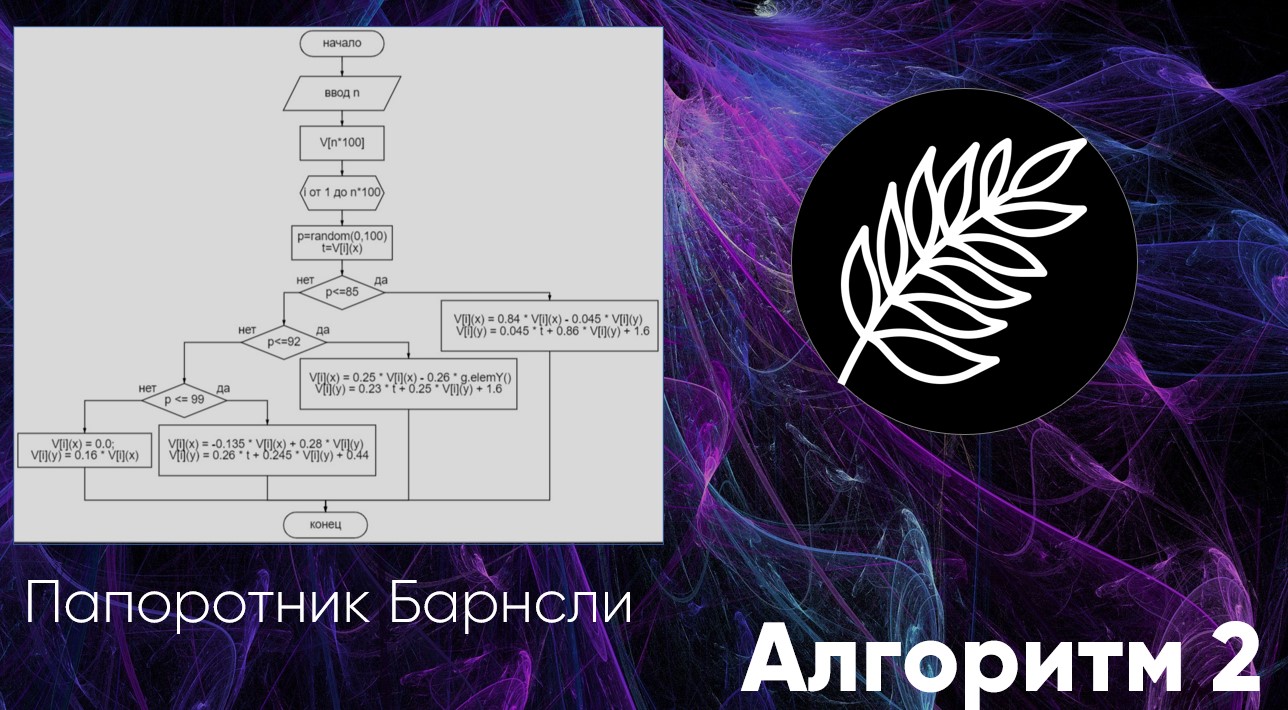 начало
ввод n
V[n*100]
i от 1 до n*100
p=random(0,100)
t=V[i](x)
нет
да
p<=85
V[i](x) = 0.84 * V[i](x) - 0.045 * V[i](y)
V[i](y) = 0.045 * t + 0.86 * V[i](y) + 1.6
нет
да
p<=92
V[i](x) = 0.25 * V[i](x) - 0.26 * g.elemY()
V[i](y) = 0.23 * t + 0.25 * V[i](y) + 1.6
нет
да
p <= 99
V[i](x) = 0.0;
V[i](y) = 0.16 * V[i](x)
V[i](x) = -0.135 * V[i](x) + 0.28 * V[i](y)
V[i](y) = 0.26 * t + 0.245 * V[i](y) + 0.44
конец
Папоротник Барнсли
Алгоритм 2